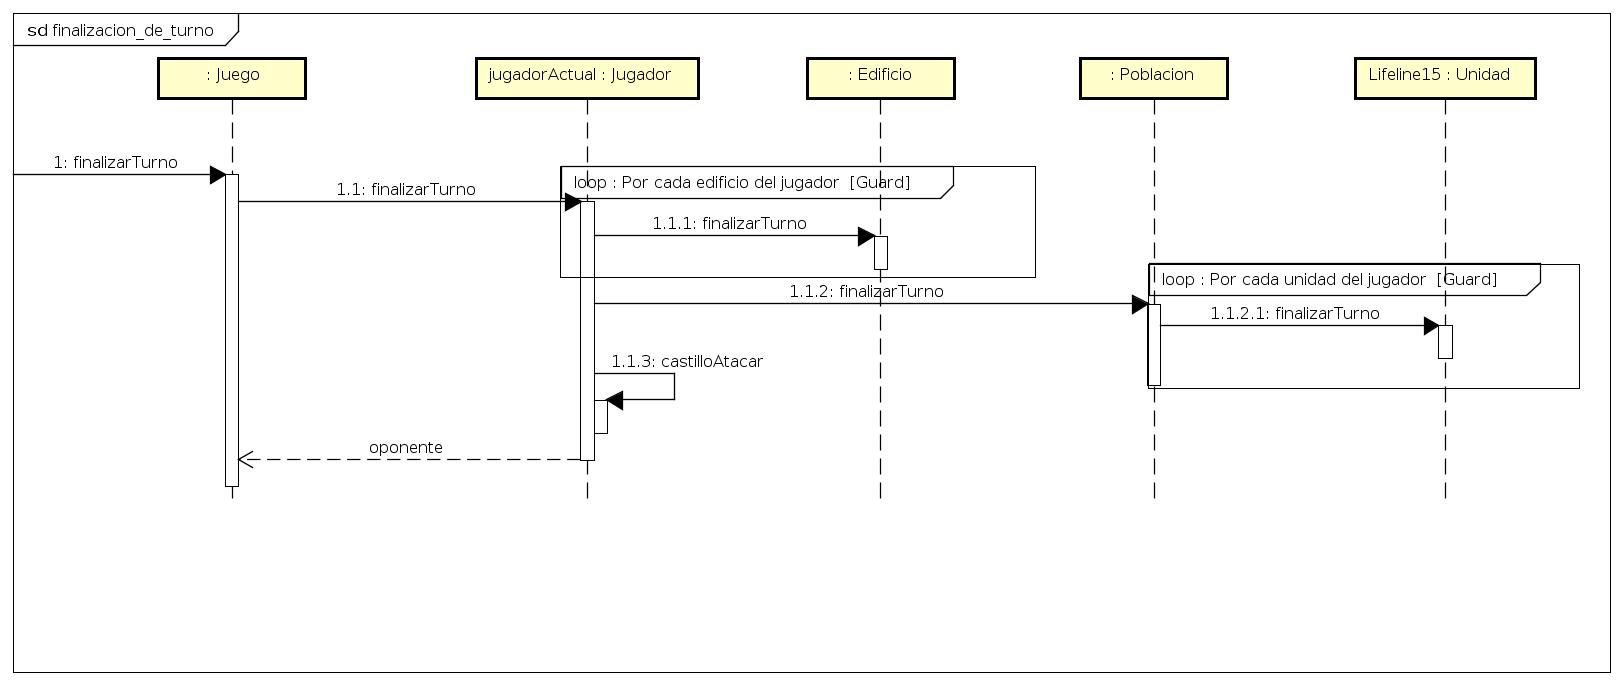 sd finalizacion_de_turno
: Juego
jugadorActual : Jugador
: Edificio
: Poblacion
Lifeline15 : Unidad
1: finalizarTurno
1.1: finalizarTurno
loop : Por cada edificio del jugador [Guard]
1.1.1: finalizarTurno
loop : Por cada unidad del jugador [Guard]
1.1.2: finalizarTurno
1.1.2.1: finalizarTurno
1.1.3: castilloAtacar
oponente